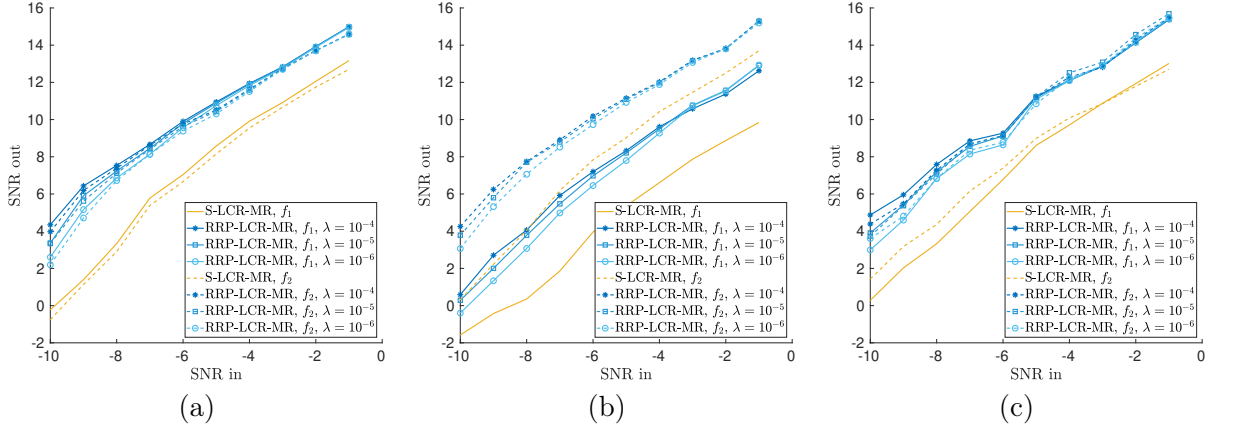 16
14
12
10
8
6
4
2
0
-2
SNR out
-10 -8 -6 -4 -2 0
SNR in
S-LCR-MR, f₁
RRP-LCR-MR, f₁, λ = 10⁻⁴
RRP-LCR-MR, f₁, λ = 10⁻⁵
RRP-LCR-MR, f₁, λ = 10⁻⁶
S-LCR-MR, f₂
RRP-LCR-MR, f₂, λ = 10⁻⁴
RRP-LCR-MR, f₂, λ = 10⁻⁵
RRP-LCR-MR, f₂, λ = 10⁻⁶
(a)
16
14
12
10
8
6
4
2
0
-2
SNR out
-10 -8 -6 -4 -2 0
SNR in
S-LCR-MR, f₁
RRP-LCR-MR, f₁, λ = 10⁻⁴
RRP-LCR-MR, f₁, λ = 10⁻⁵
RRP-LCR-MR, f₁, λ = 10⁻⁶
S-LCR-MR, f₂
RRP-LCR-MR, f₂, λ = 10⁻⁴
RRP-LCR-MR, f₂, λ = 10⁻⁵
RRP-LCR-MR, f₂, λ = 10⁻⁶
(b)
16
14
12
10
8
6
4
2
0
-2
SNR out
-10 -8 -6 -4 -2 0
SNR in
S-LCR-MR, f₁
RRP-LCR-MR, f₁, λ = 10⁻⁴
RRP-LCR-MR, f₁, λ = 10⁻⁵
RRP-LCR-MR, f₁, λ = 10⁻⁶
S-LCR-MR, f₂
RRP-LCR-MR, f₂, λ = 10⁻⁴
RRP-LCR-MR, f₂, λ = 10⁻⁵
RRP-LCR-MR, f₂, λ = 10⁻⁶
(c)